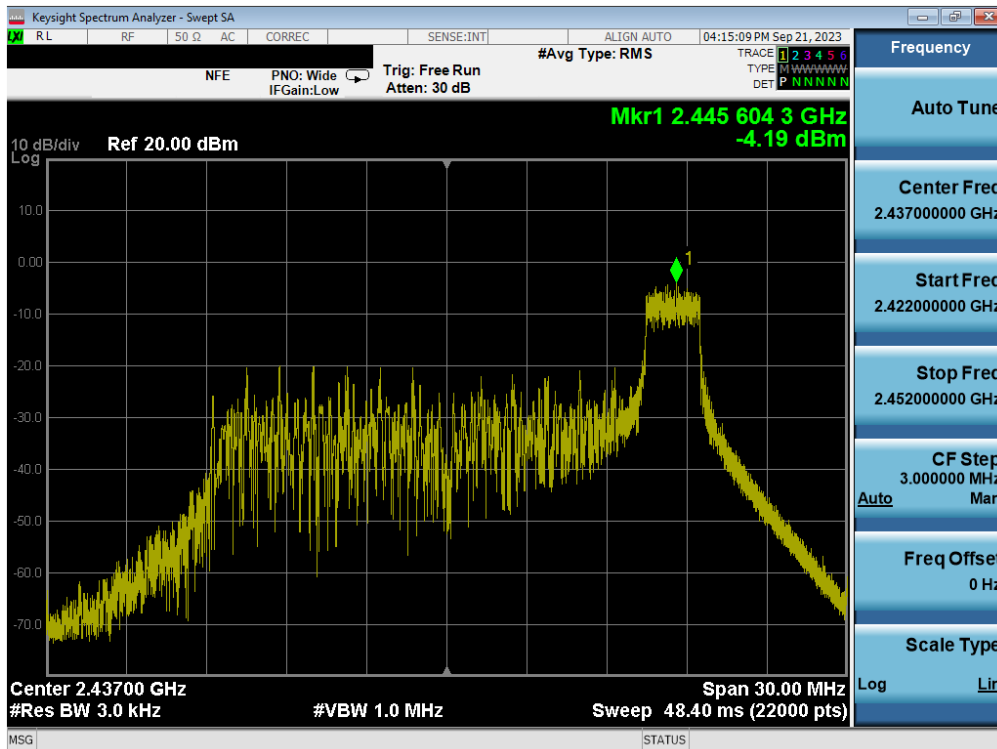 Keysight Spectrum Analyzer - Swept SA
LXI RL RF 50 Ω AC CORREC SENSE:INT ALIGN AUTO 04:15:09 PM Sep 21, 2023
#Avg Type: RMS TRACE 1 2 3 4 5 6
NFE PNO: Wide Trig: Free Run TYPE M WWWWW
IFGain:Low Atten: 30 dB DET P N N N N N
Mkr1 2.445 604 3 GHz
-4.19 dBm
10 dB/div Ref 20.00 dBm
Log
1
10.0
0.00
-10.0
-20.0
-30.0
-40.0
-50.0
-60.0
-70.0
Center 2.43700 GHz Span 30.00 MHz
#Res BW 3.0 kHz #VBW 1.0 MHz Sweep 48.40 ms (22000 pts)
MSG STATUS
Frequency
Auto Tune
Center Freq
2.437000000 GHz
Start Freq
2.422000000 GHz
Stop Freq
2.452000000 GHz
CF Step
3.000000 MHz
Auto Man
Freq Offset
0 Hz
Scale Type
Log Lin